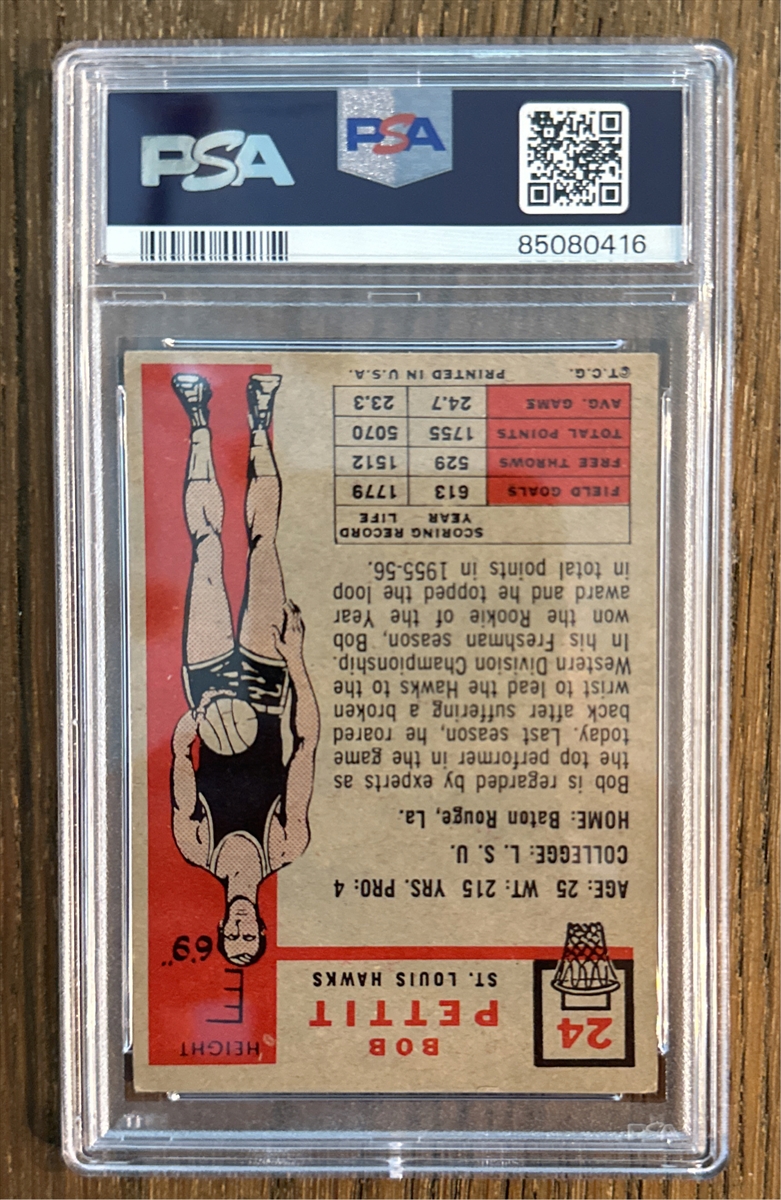 PSA
PSA
85080416
24
BOB
PETTIT
ST. LOUIS HAWKS
HEIGHT
6'9"
AGE: 25 WT: 215 YRS. PRO: 4
COLLEGGE: L. S. U.
HOME: Baton Rouge, La.
Bob is regarded by experts as
the top performer in the game
today. Last season, he roared
back after suffering a broken
wrist to lead the Hawks to the
Western Division Championship.
In his Freshman season, Bob
won the Rookie of the Year
award and he topped the loop
in total points in 1955-56.
SCORING RECORD YEAR LIFE
FIELD GOALS 613 1779
FREE THROWS 529 1512
TOTAL POINTS 1755 5070
AVG. GAME 24.7 23.3
©T.C.G. PRINTED IN U.S.A.
PSA